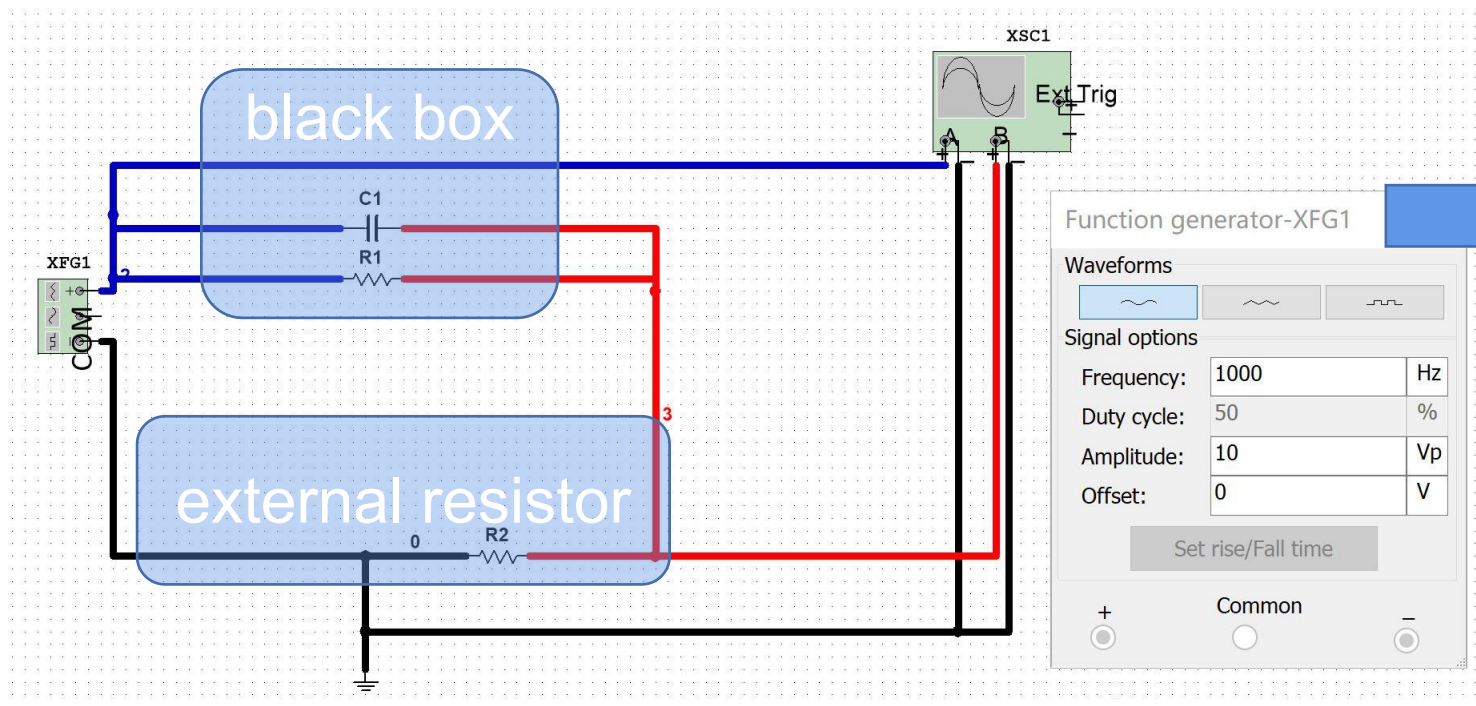 XSC1
black box
Ext Trig
+
−
A
B
+
−
+
−
C1
R1
XFG1
2
+
COM
3
external resistor
0
R2
Function generator-XFG1
Waveforms
Signal options
Frequency: 1000 Hz
Duty cycle: 50 %
Amplitude: 10 Vp
Offset: 0 V
Set rise/Fall time
+ Common −